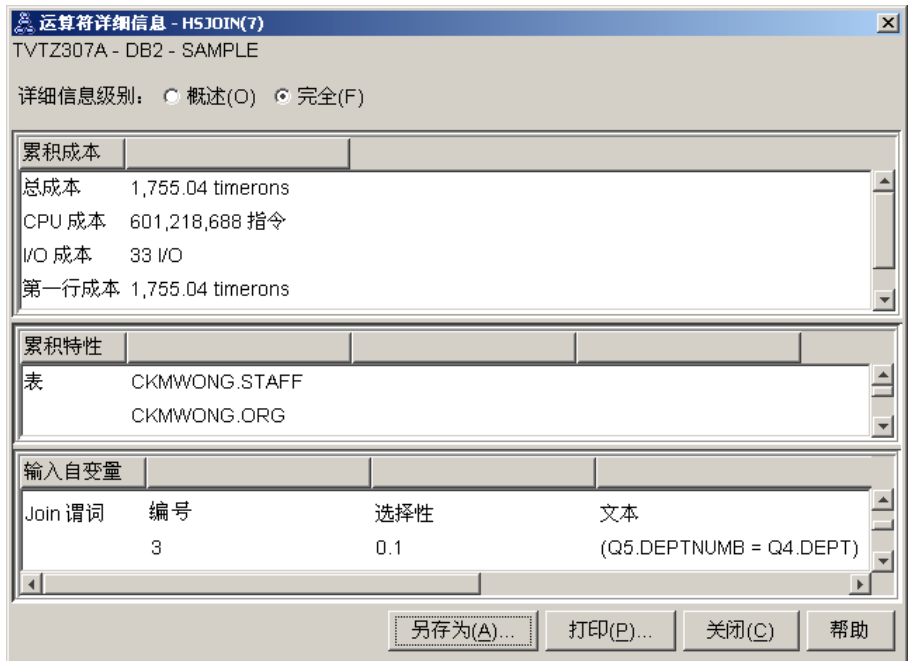 运算符详细信息 - HSJOIN(7)
TVTZ307A - DB2 - SAMPLE
详细信息级别： 概述(O) 完全(F)
累积成本
总成本 1,755.04 timerons
CPU 成本 601,218,688 指令
I/O 成本 33 I/O
第一行成本 1,755.04 timerons
累积特性
表 CKMWONG.STAFF
CKMWONG.ORG
输入自变量
Join 谓词 编号 选择性 文本
3 0.1 (Q5.DEPTNUMB = Q4.DEPT)
另存为(A)... 打印(P)... 关闭(C) 帮助